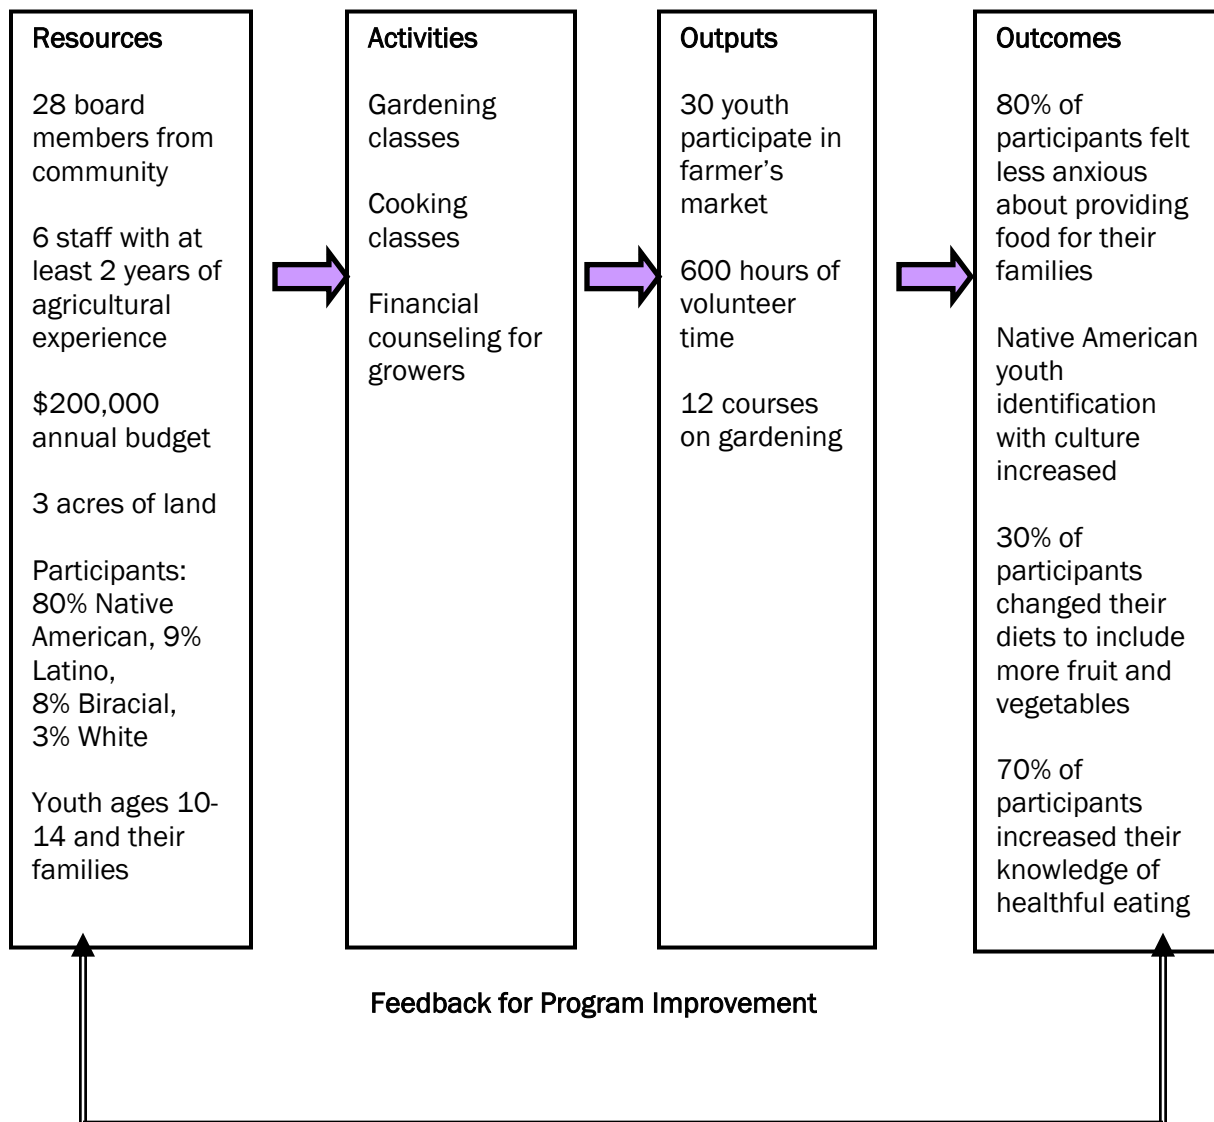 Resources
28 board
members from
community
6 staff with at
least 2 years of
agricultural
experience
$200,000
annual budget
3 acres of land
Participants:
80% Native
American, 9%
Latino,
8% Biracial,
3% White
Youth ages 10-
14 and their
families
Activities
Gardening
classes
Cooking
classes
Financial
counseling for
growers
Outputs
30 youth
participate in
farmer’s
market
600 hours of
volunteer
time
12 courses
on gardening
Outcomes
80% of
participants felt
less anxious
about providing
food for their
families
Native American
youth
identification
with culture
increased
30% of
participants
changed their
diets to include
more fruit and
vegetables
70% of
participants
increased their
knowledge of
healthful eating
Feedback for Program Improvement